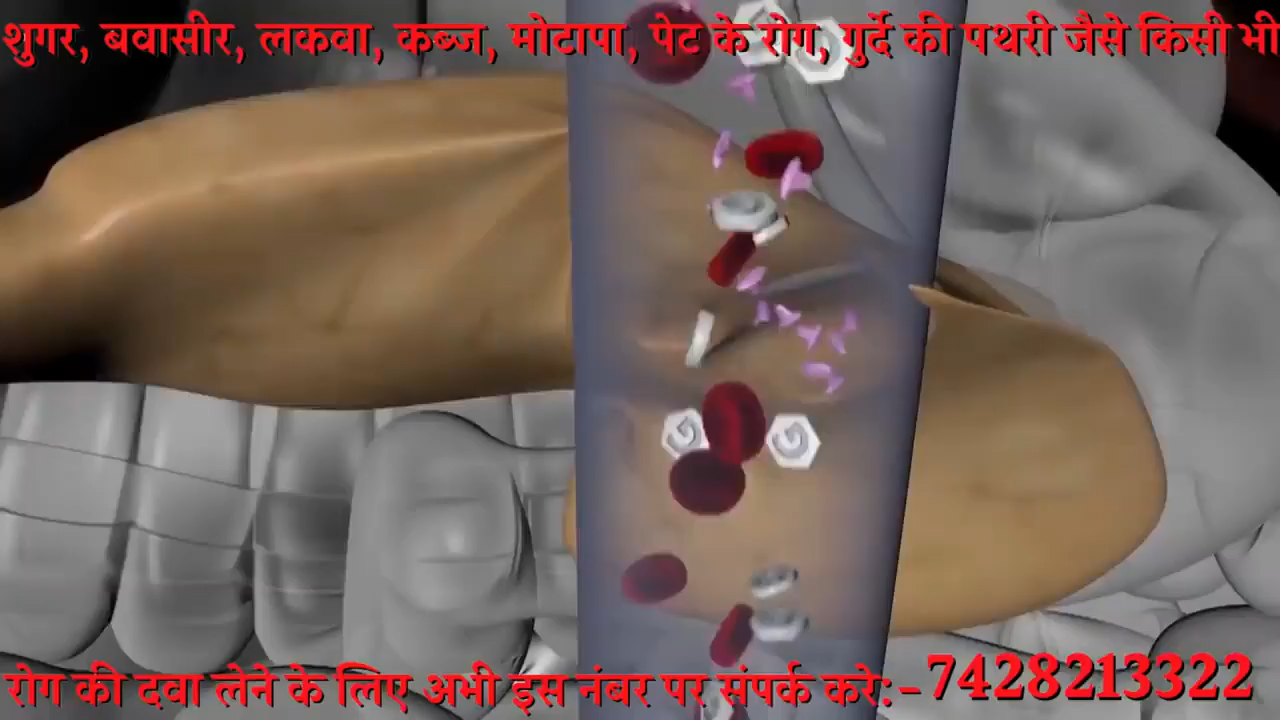 शुगर, बवासीर, लकवा, कब्ज, मोटापा, पेट के रोग, गुर्दे की पथरी जैसे किसी भी
G G
रोग की दवा लेने के लिए अभी इस नंबर पर संपर्क करे:-7428213322